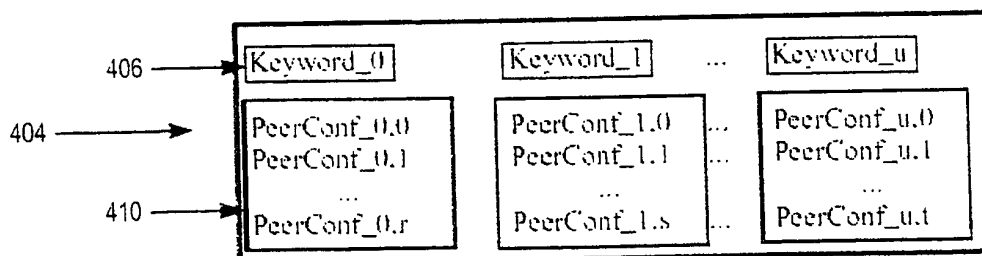 406 Keyword_0 Keyword_1 ... Keyword_u
404 PeerConf_0.0 PeerConf_1.0 ... PeerConf_u.0
PeerConf_0.1 PeerConf_1.1 ... PeerConf_u.1
... ... ...
410 PeerConf_0.r PeerConf_1.s ... PeerConf_u.t